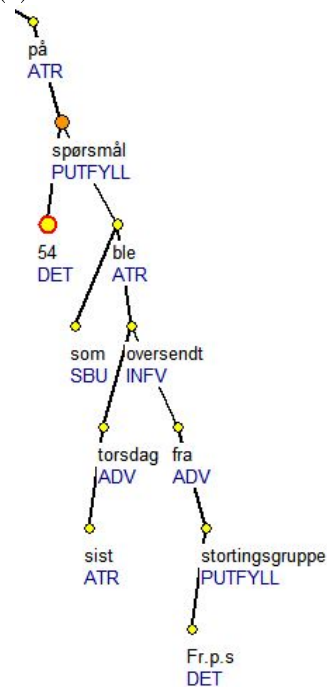 på
ATR
spørsmål
PUTFYLL
54 ble
DET ATR
som oversendt
SBU INFV
torsdag fra
ADV ADV
sist stortingsgruppe
ATR PUTFYLL
Fr.p.s
DET